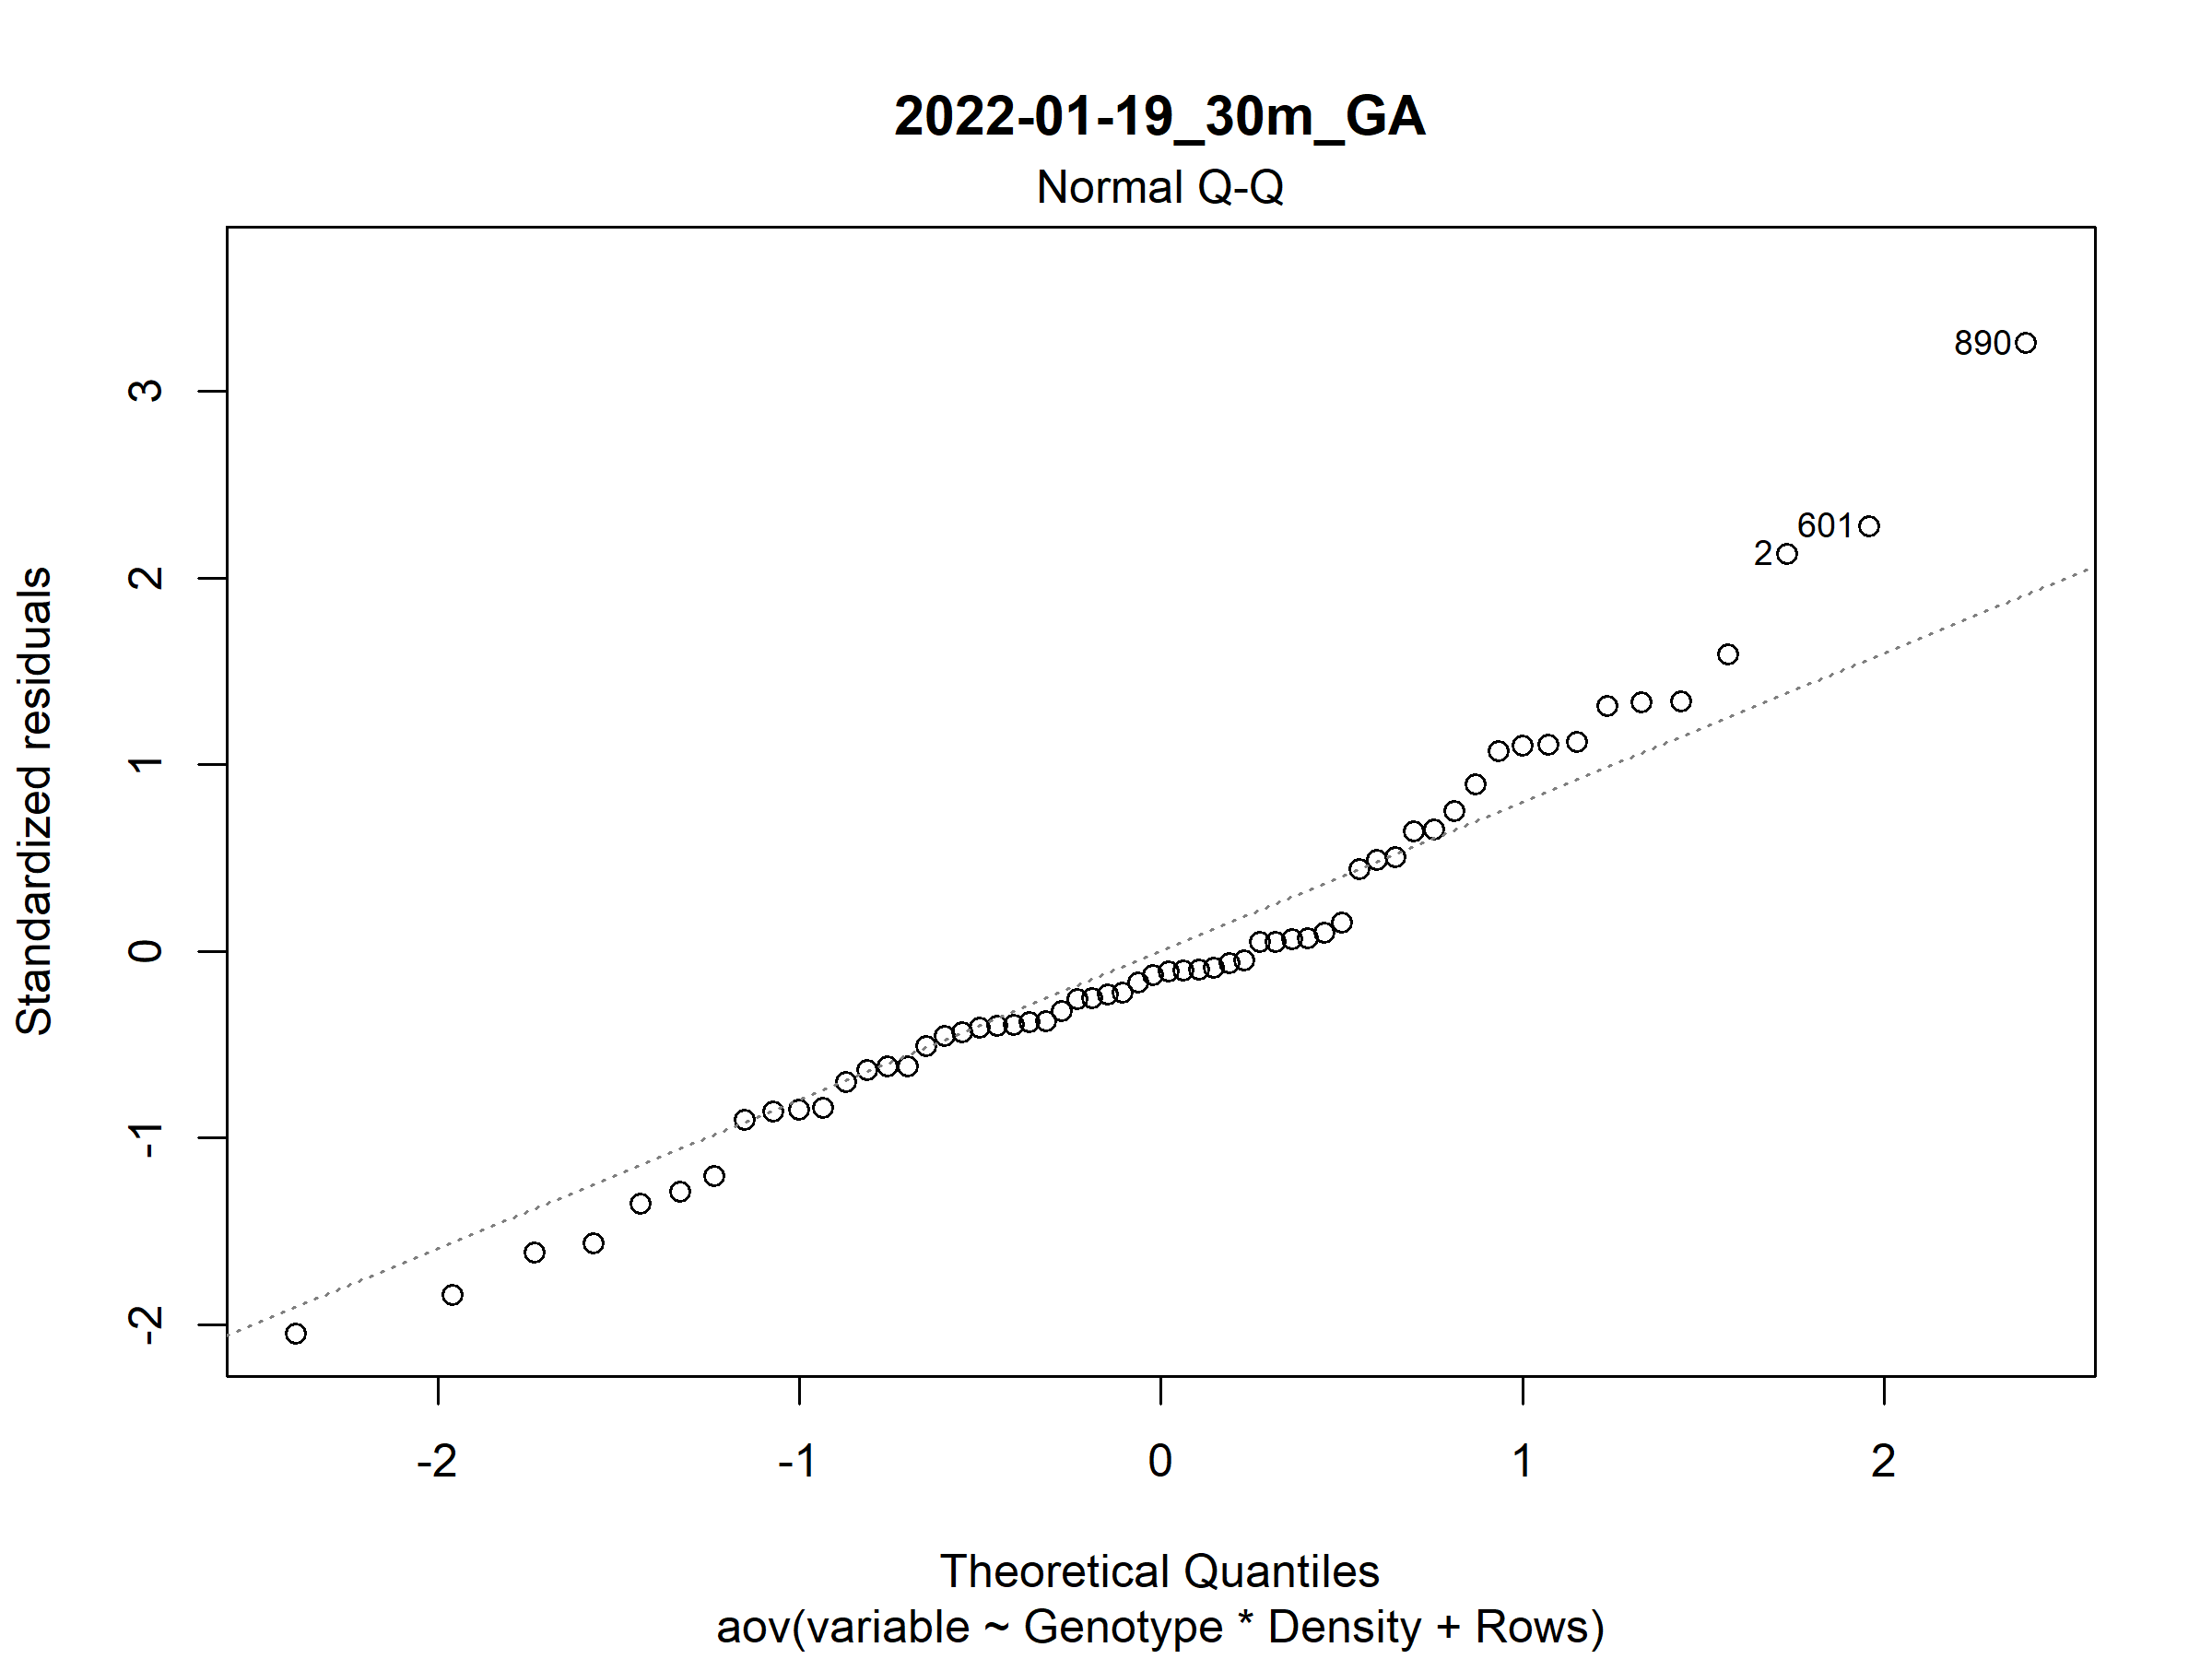 2022-01-19_30m_GA
Normal Q-Q
Standardized residuals
3
2
1
0
-1
-2
890
601
2
-2
-1
0
1
2
Theoretical Quantiles
aov(variable ~ Genotype * Density + Rows)